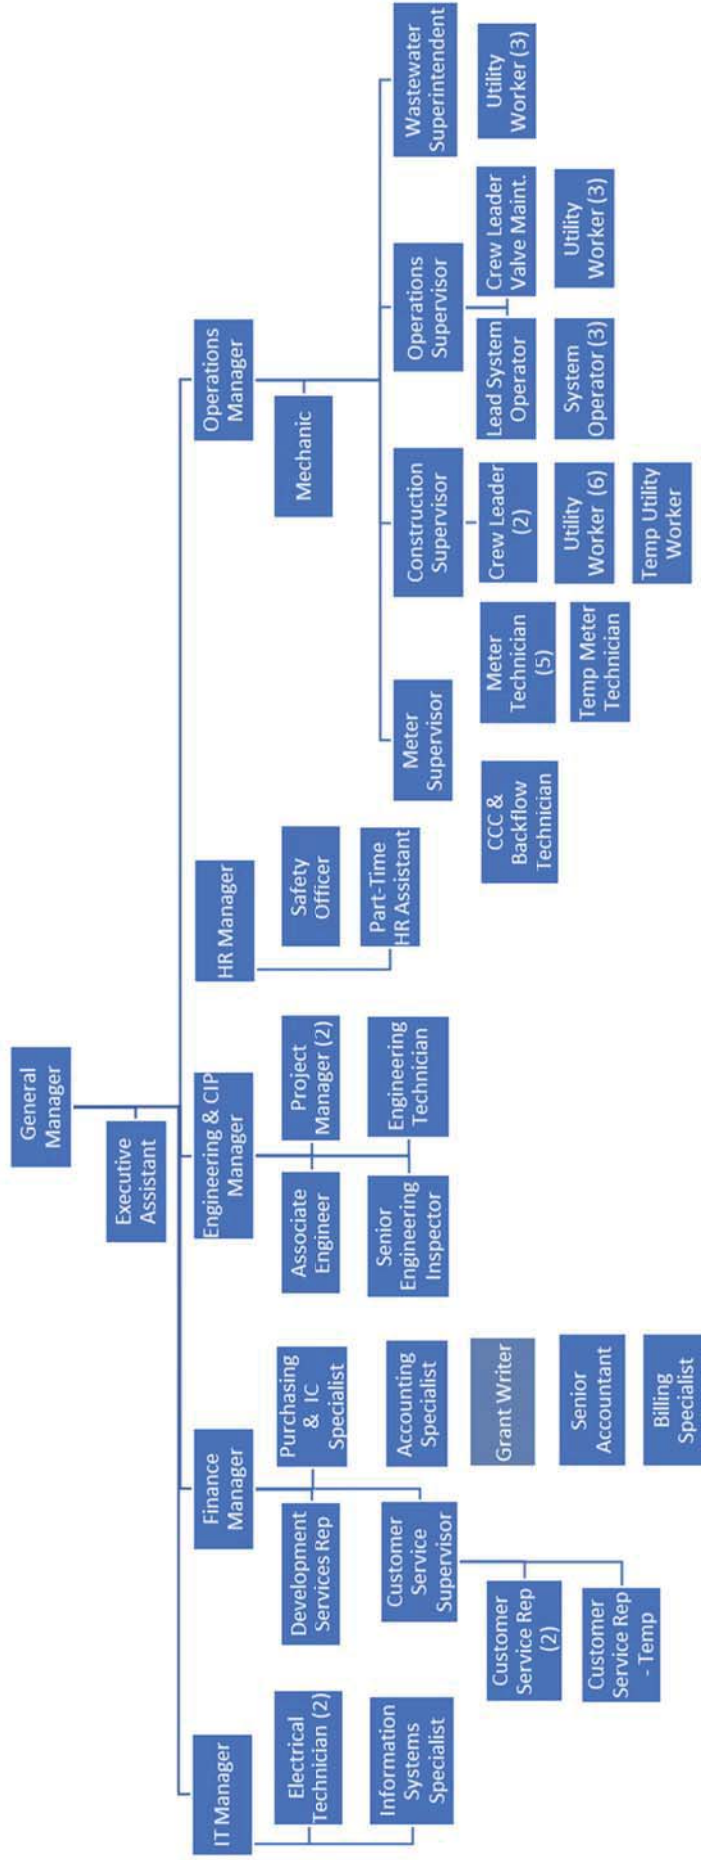 General
Manager
Executive
Assistant
IT Manager
Electrical
Technician (2)
Information
Systems
Specialist
Finance
Manager
Development
Services Rep
Purchasing
& IC
Specialist
Customer
Service
Supervisor
Customer
Service Rep
(2)
Customer
Service Rep
- Temp
Accounting
Specialist
Grant Writer
Senior
Accountant
Billing
Specialist
Engineering & CIP
Manager
Associate
Engineer
Project
Manager (2)
Senior
Engineering
Inspector
Engineering
Technician
HR Manager
Safety
Officer
Part-Time
HR Assistant
Operations
Manager
Mechanic
Meter
Supervisor
CCC &
Backflow
Technician
Meter
Technician
(5)
Temp Meter
Technician
Construction
Supervisor
Crew Leader
(2)
Utility
Worker (6)
Temp Utility
Worker
Operations
Supervisor
Lead System
Operator
System
Operator (3)
Crew Leader
Valve Maint.
Utility
Worker (3)
Wastewater
Superintendent
Utility
Worker (3)